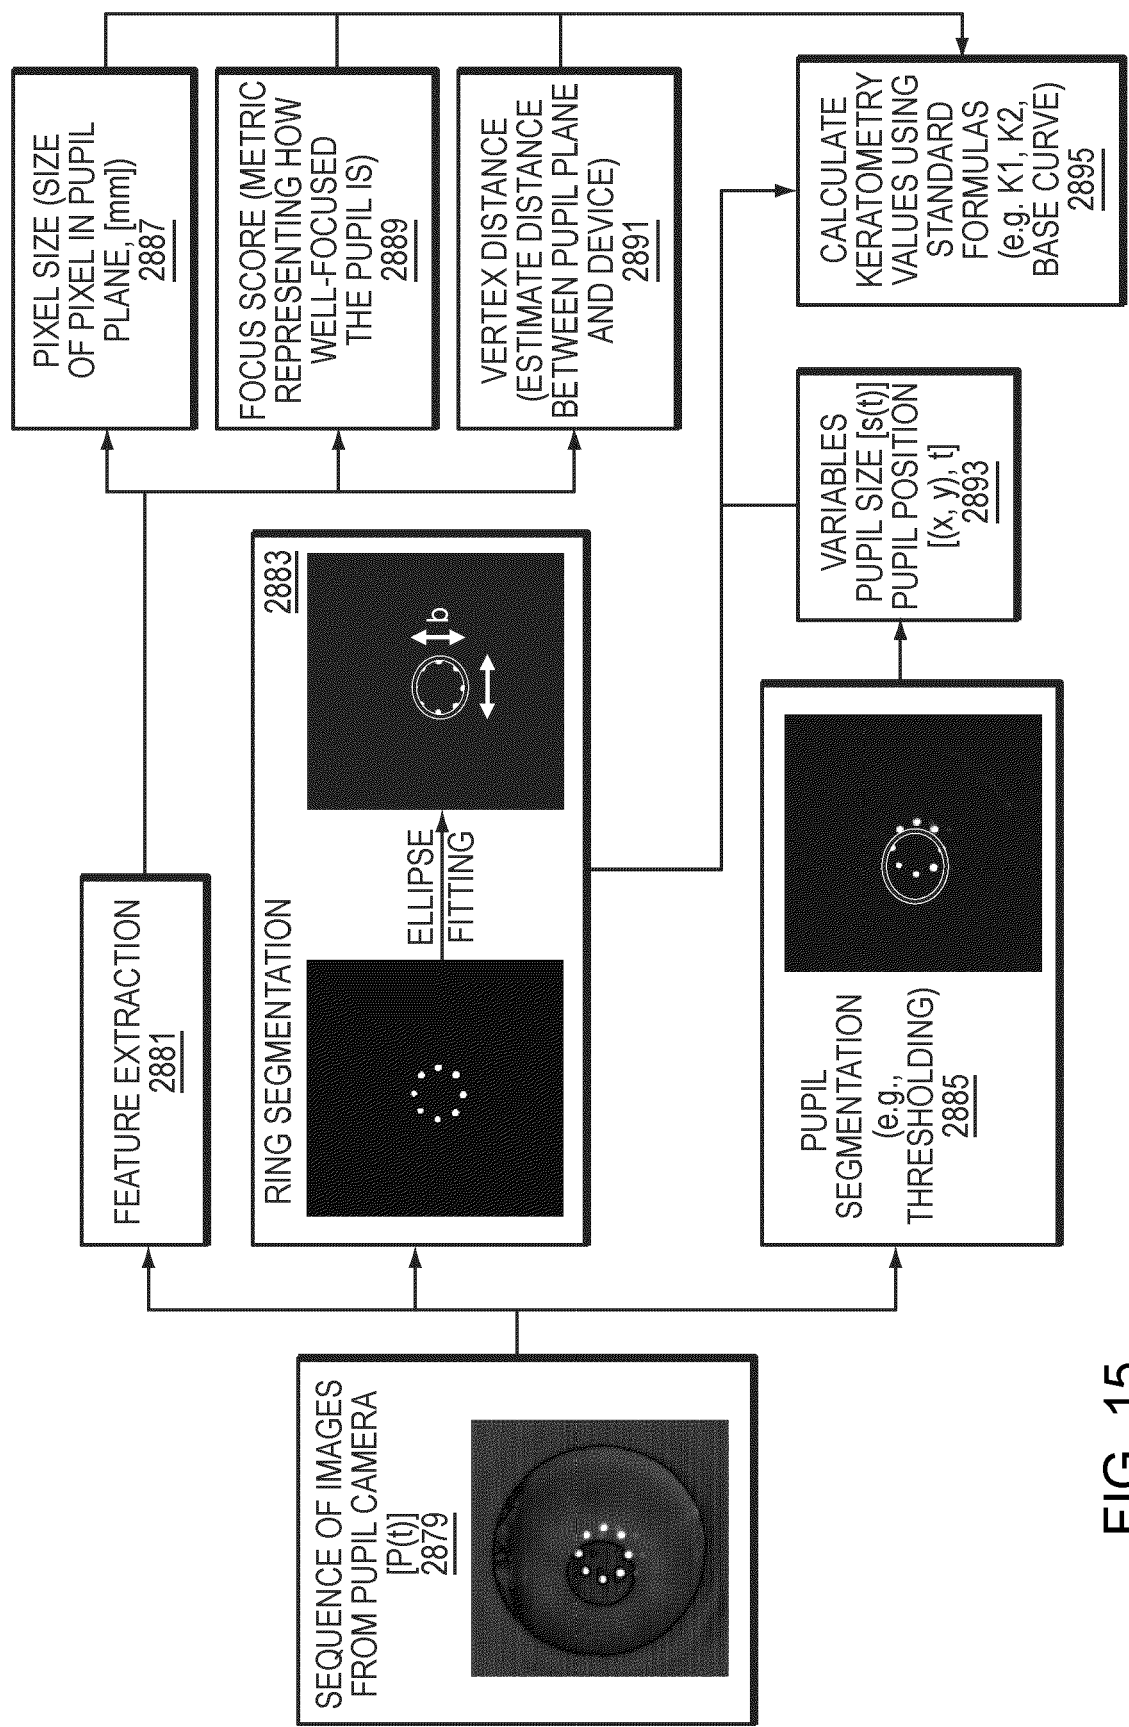 SEQUENCE OF IMAGES
FROM PUPIL CAMERA
[P(t)]
2879
FEATURE EXTRACTION
2881
RING SEGMENTATION
2883
ELLIPSE
FITTING
b
PUPIL
SEGMENTATION
(e.g.,
THRESHOLDING)
2885
PIXEL SIZE (SIZE
OF PIXEL IN PUPIL
PLANE, [mm])
2887
FOCUS SCORE (METRIC
REPRESENTING HOW
WELL-FOCUSED
THE PUPIL IS)
2889
VERTEX DISTANCE
(ESTIMATE DISTANCE
BETWEEN PUPIL PLANE
AND DEVICE)
2891
VARIABLES
PUPIL SIZE [s(t)]
PUPIL POSITION
[(x, y), t]
2893
CALCULATE
KERATOMETRY
VALUES USING
STANDARD
FORMULAS
(e.g. K1, K2,
BASE CURVE)
2895
FIG. 15